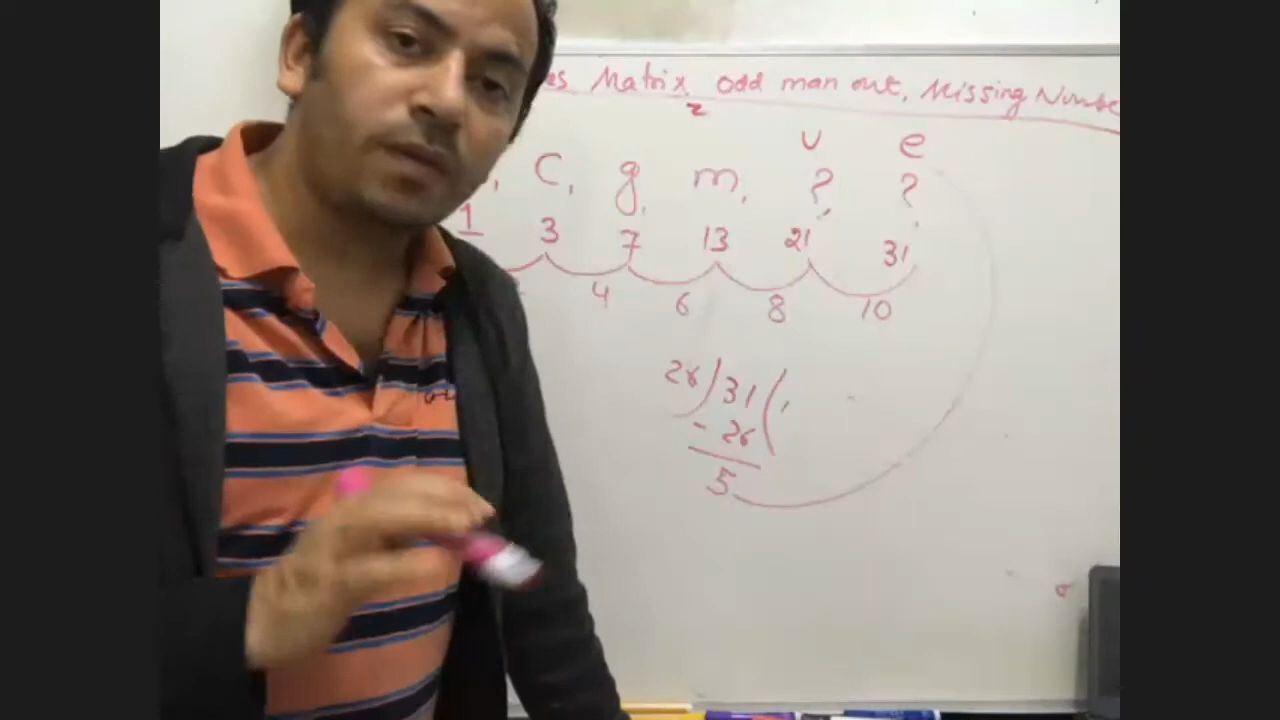 Matrix odd man out, Missing Numbe
2
u e
, C, g, m, ?, ?,
1 3 7 13 21 31
4 6 8 10
26)31(1
- 26
5